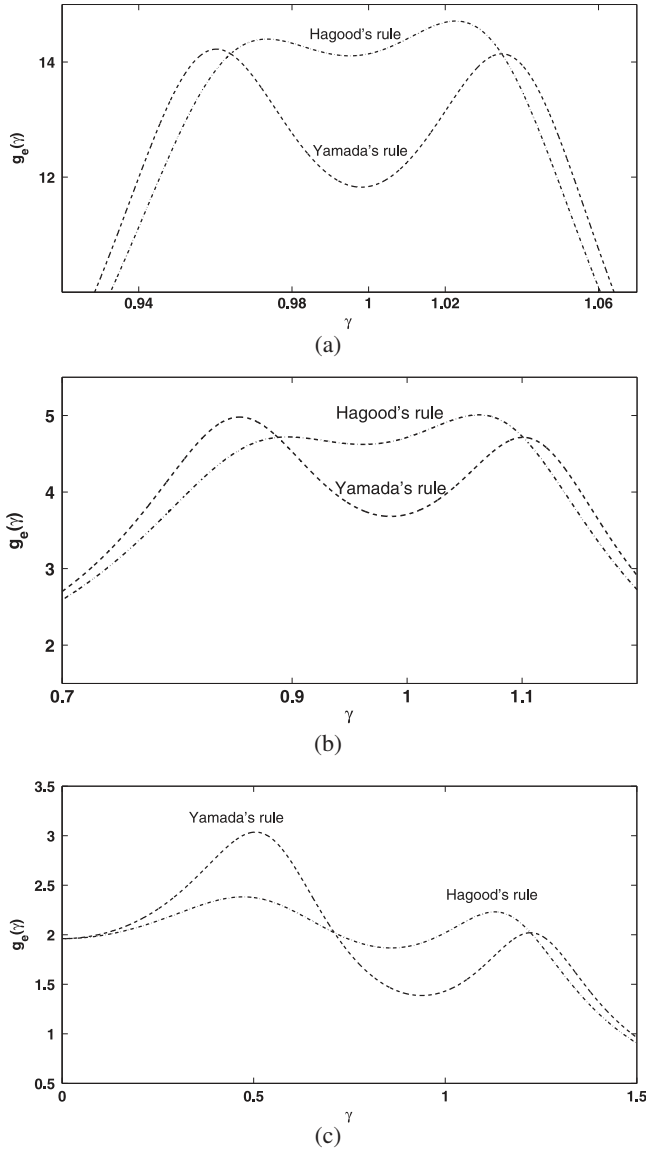 Hagood's rule
14
Yamada's rule
g_e(γ)
12
0.94 0.98 1 1.02 1.06
γ
(a)
5
Hagood's rule
4
Yamada's rule
g_e(γ)
3
2
0.7 0.9 1 1.1
γ
(b)
3.5
Yamada's rule
3
2.5
Hagood's rule
g_e(γ)
2
1.5
1
0.5
0 0.5 1 1.5
γ
(c)